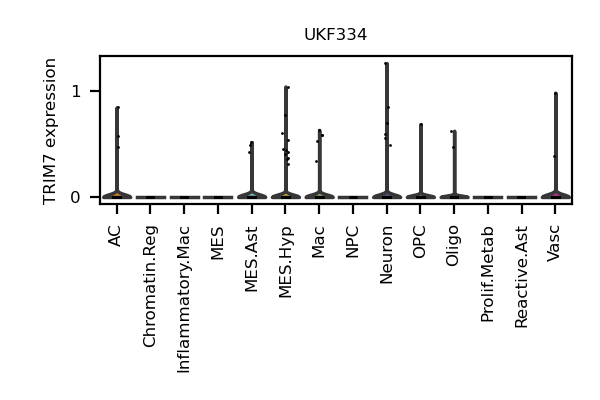 UKF334
TRIM7 expression
1
0
AC
Chromatin.Reg
Inflammatory.Mac
MES
MES.Ast
MES.Hyp
Mac
NPC
Neuron
OPC
Oligo
Prolif.Metab
Reactive.Ast
Vasc